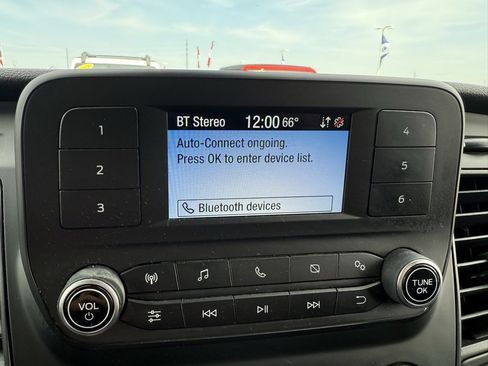 BT Stereo 12:00 66°
Auto-Connect ongoing.
Press OK to enter device list.
Bluetooth devices
1
2
3
4
5
6
VOL
TUNE
OK